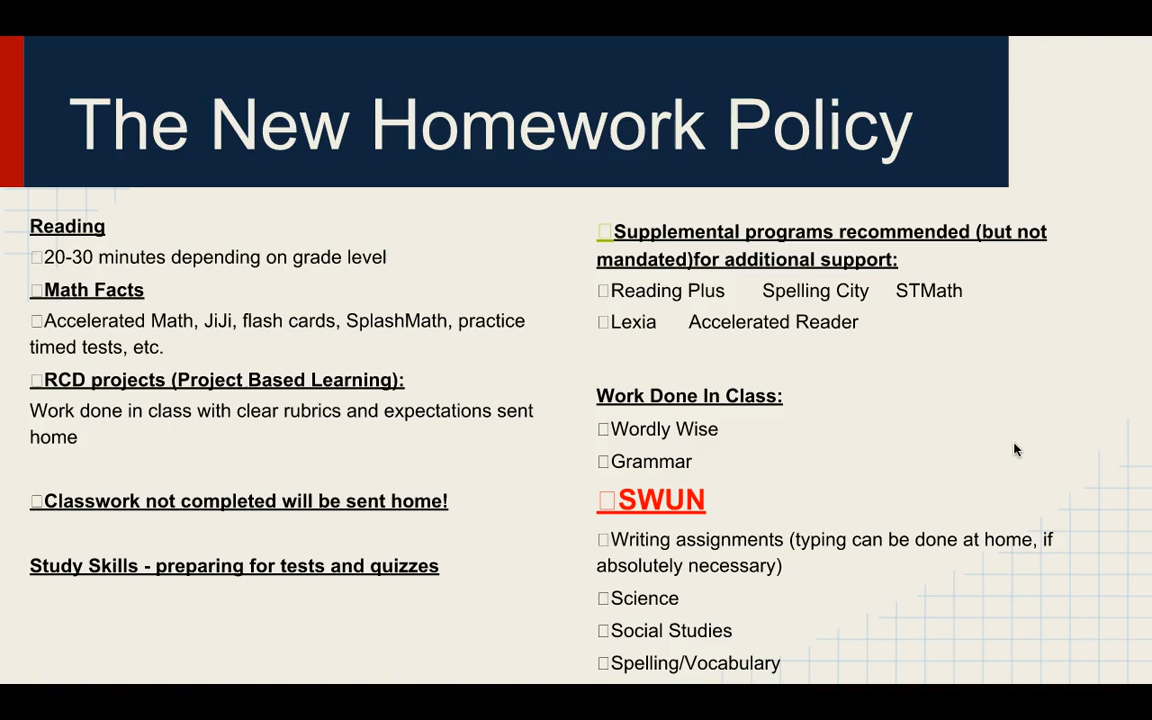 The New Homework Policy
Reading
20-30 minutes depending on grade level
Math Facts
Accelerated Math, JiJi, flash cards, SplashMath, practice
timed tests, etc.
RCD projects (Project Based Learning):
Work done in class with clear rubrics and expectations sent
home
Classwork not completed will be sent home!
Study Skills - preparing for tests and quizzes
Supplemental programs recommended (but not
mandated)for additional support:
Reading Plus Spelling City STMath
Lexia Accelerated Reader
Work Done In Class:
Wordly Wise
Grammar
SWUN
Writing assignments (typing can be done at home, if
absolutely necessary)
Science
Social Studies
Spelling/Vocabulary